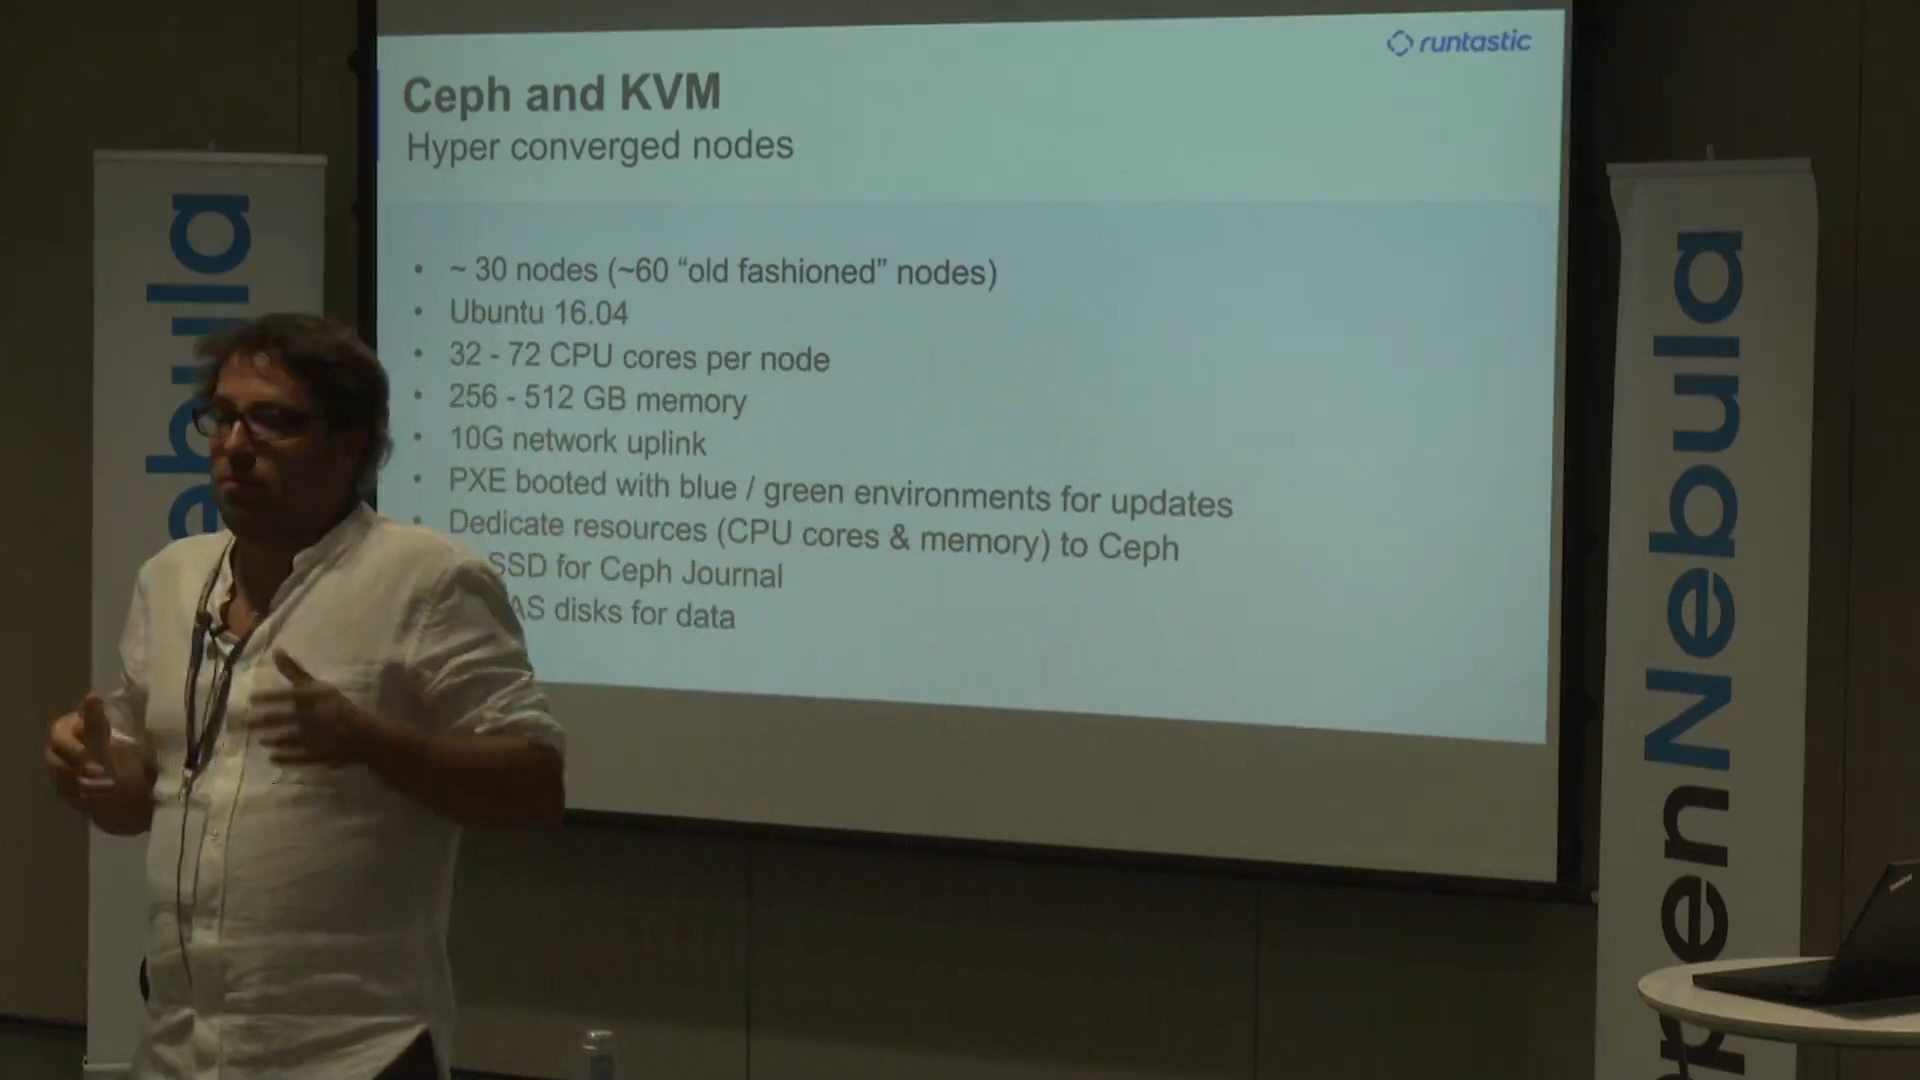 runtastic
Ceph and KVM
Hyper converged nodes
• ~ 30 nodes (~60 “old fashioned” nodes)
• Ubuntu 16.04
• 32 - 72 CPU cores per node
• 256 - 512 GB memory
• 10G network uplink
• PXE booted with blue / green environments for updates
• Dedicate resources (CPU cores & memory) to Ceph
SSD for Ceph Journal
disks for data
ebula
penNebula